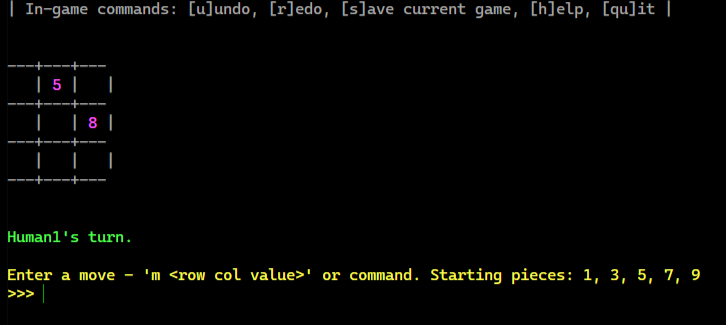 | In-game commands: [u]undo, [r]edo, [s]ave current game, [h]elp, [qu]it |
---+---+---
   | 5 |   |
---+---+---
   |   | 8 |
---+---+---
   |   |   |
---+---+---
Human1's turn.
Enter a move - 'm <row col value>' or command. Starting pieces: 1, 3, 5, 7, 9
>>>